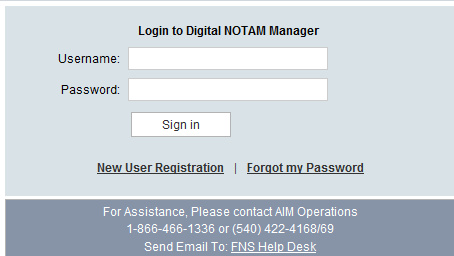 Login to Digital NOTAM Manager
Username:
Password:
Sign in
New User Registration | Forgot my Password
For Assistance, Please contact AIM Operations
1-866-466-1336 or (540) 422-4168/69
Send Email To: FNS Help Desk